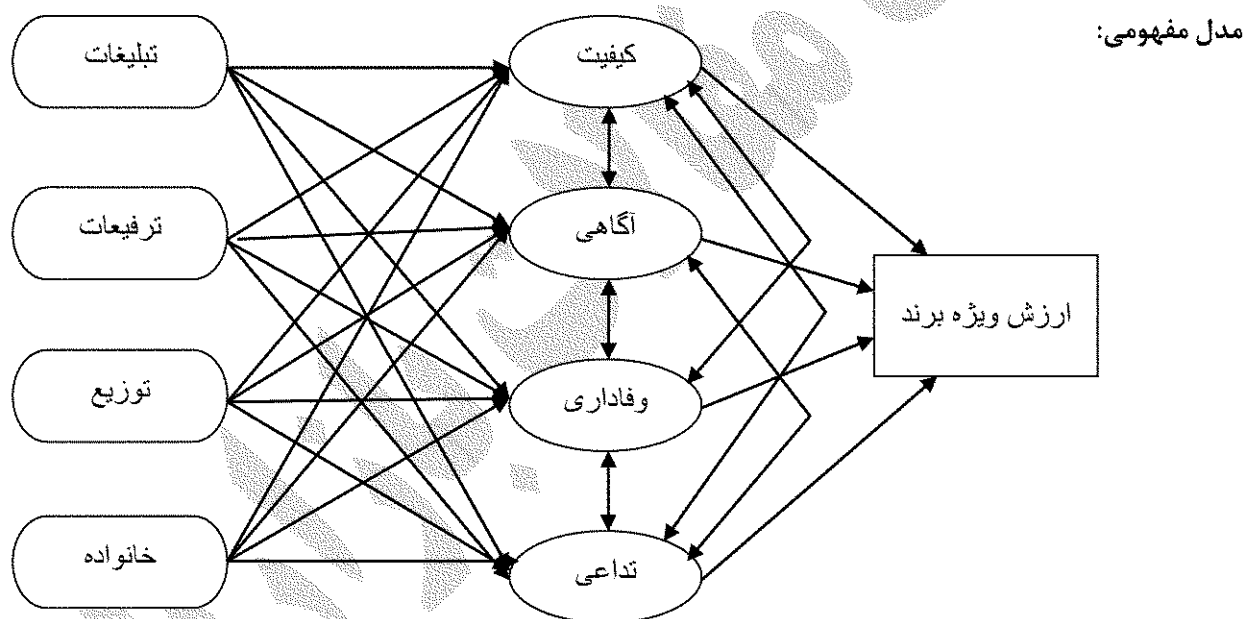 مدل مفهومی:
کیفیت
تبلیغات
آگاهی
ترفیعات
ارزش ویژه برند
وفاداری
توزیع
تداعی
خانواده